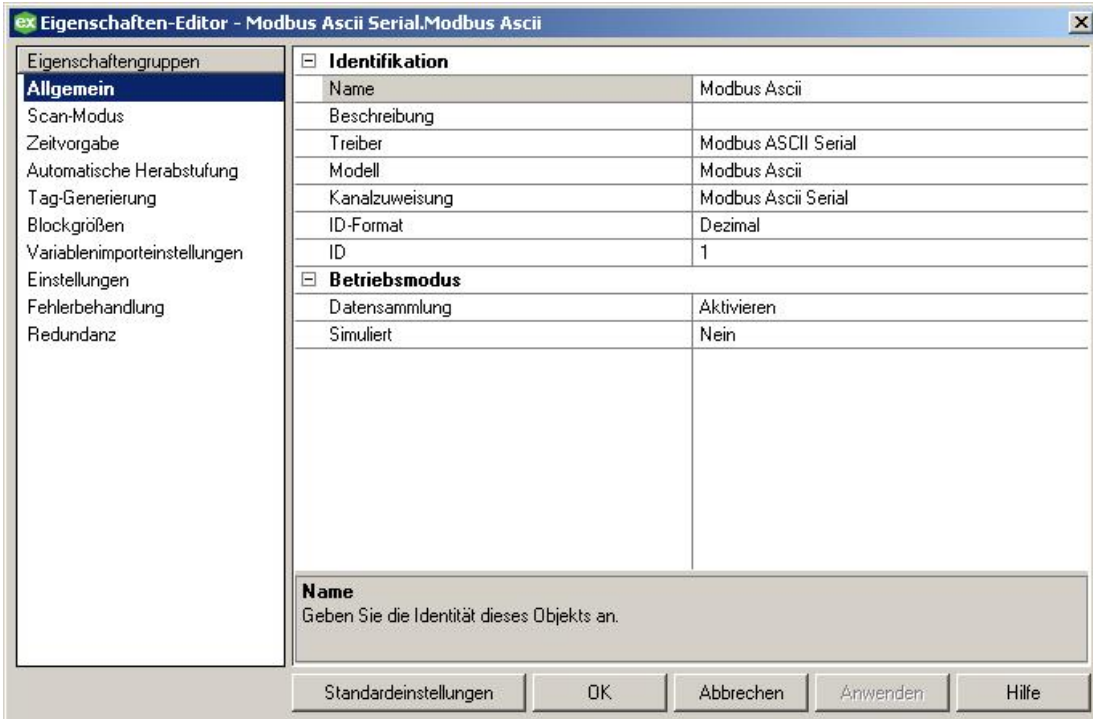 ex Eigenschaften-Editor - Modbus Ascii Serial.Modbus Ascii
Eigenschaftengruppen
Allgemein
Scan-Modus
Zeitvorgabe
Automatische Herabstufung
Tag-Generierung
Blockgrößen
Variablenimporteinstellungen
Einstellungen
Fehlerbehandlung
Redundanz
Identifikation
Name Modbus Ascii
Beschreibung
Treiber Modbus ASCII Serial
Modell Modbus Ascii
Kanalzuweisung Modbus Ascii Serial
ID-Format Dezimal
ID 1
Betriebsmodus
Datensammlung Aktivieren
Simuliert Nein
Name
Geben Sie die Identität dieses Objekts an.
Standardeinstellungen OK Abbrechen Anwenden Hilfe